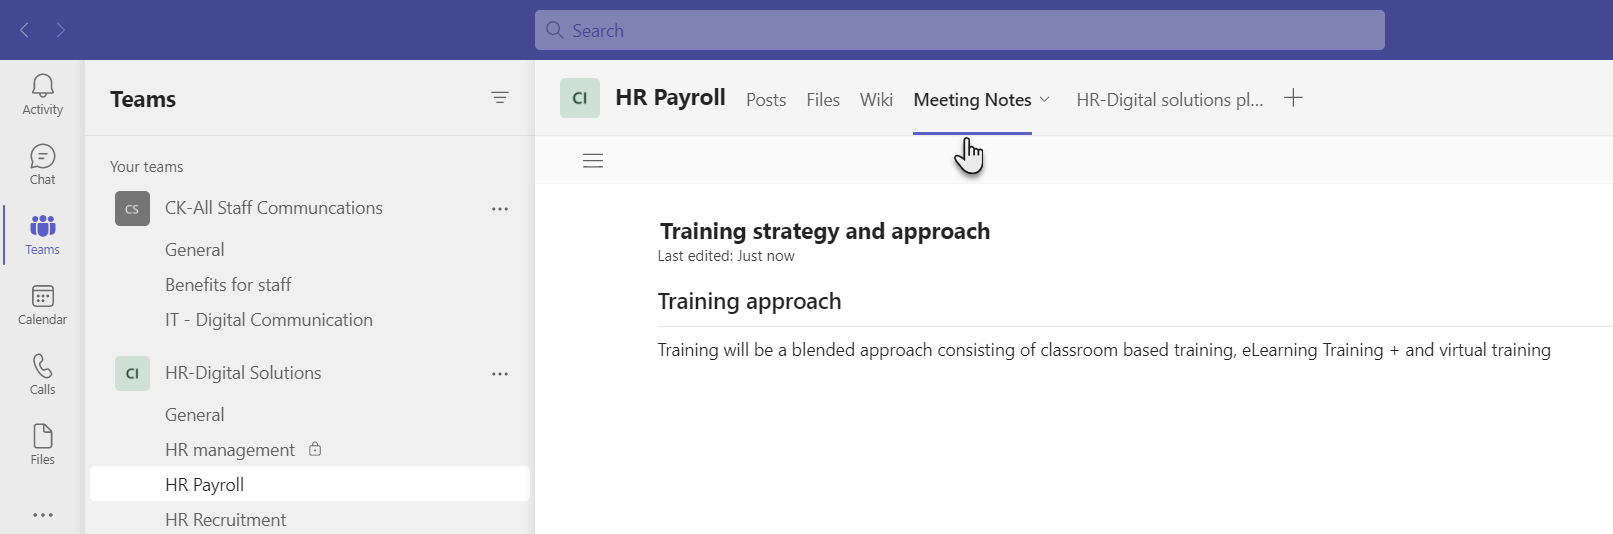 Search
Activity
Chat
Teams
Calendar
Calls
Files
Teams
Your teams
CS CK-All Staff Communcations
General
Benefits for staff
IT - Digital Communication
CI HR-Digital Solutions
General
HR management
HR Payroll
HR Recruitment
CI HR Payroll Posts Files Wiki Meeting Notes HR-Digital solutions pl...
Training strategy and approach
Last edited: Just now
Training approach
Training will be a blended approach consisting of classroom based training, eLearning Training + and virtual training